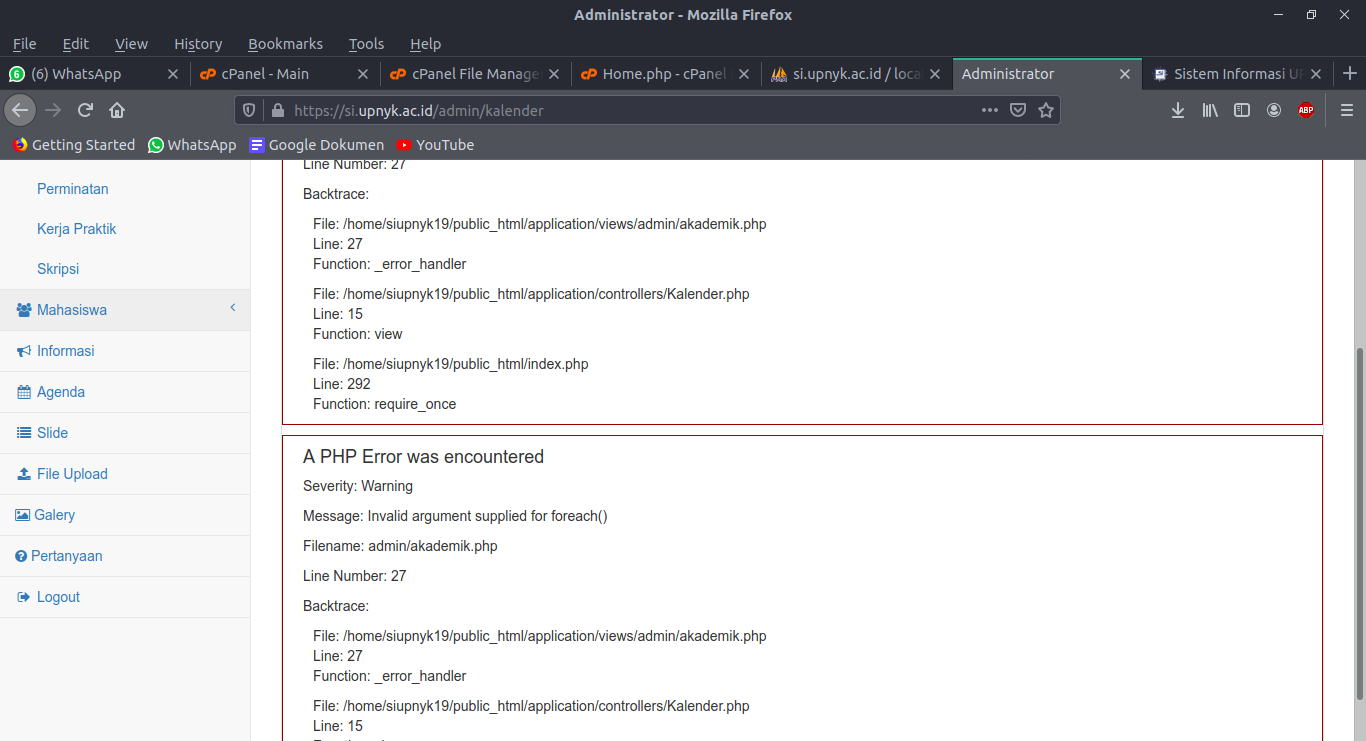 Administrator - Mozilla Firefox
File Edit View History Bookmarks Tools Help
(6) WhatsApp
cPanel - Main
cPanel File Manage
Home.php - cPanel
si.upnyk.ac.id / loca
Administrator
Sistem Informasi UP
https://si.upnyk.ac.id/admin/kalender
ABP
Getting Started WhatsApp Google Dokumen YouTube
Perminatan
Kerja Praktik
Skripsi
Mahasiswa
Informasi
Agenda
Slide
File Upload
Galery
Pertanyaan
Logout
Line Number: 27
Backtrace:
File: /home/siupnyk19/public_html/application/views/admin/akademik.php
Line: 27
Function: _error_handler
File: /home/siupnyk19/public_html/application/controllers/Kalender.php
Line: 15
Function: view
File: /home/siupnyk19/public_html/index.php
Line: 292
Function: require_once
A PHP Error was encountered
Severity: Warning
Message: Invalid argument supplied for foreach()
Filename: admin/akademik.php
Line Number: 27
Backtrace:
File: /home/siupnyk19/public_html/application/views/admin/akademik.php
Line: 27
Function: _error_handler
File: /home/siupnyk19/public_html/application/controllers/Kalender.php
Line: 15